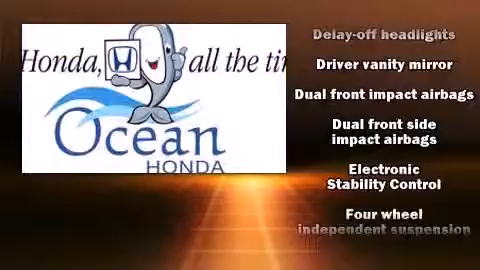 Honda, all the
Ocean
HONDA
Delay-off headlights
Driver vanity mirror
Dual front impact airbags
Dual front side
impact airbags
Electronic
Stability Control
Four wheel
independent suspension